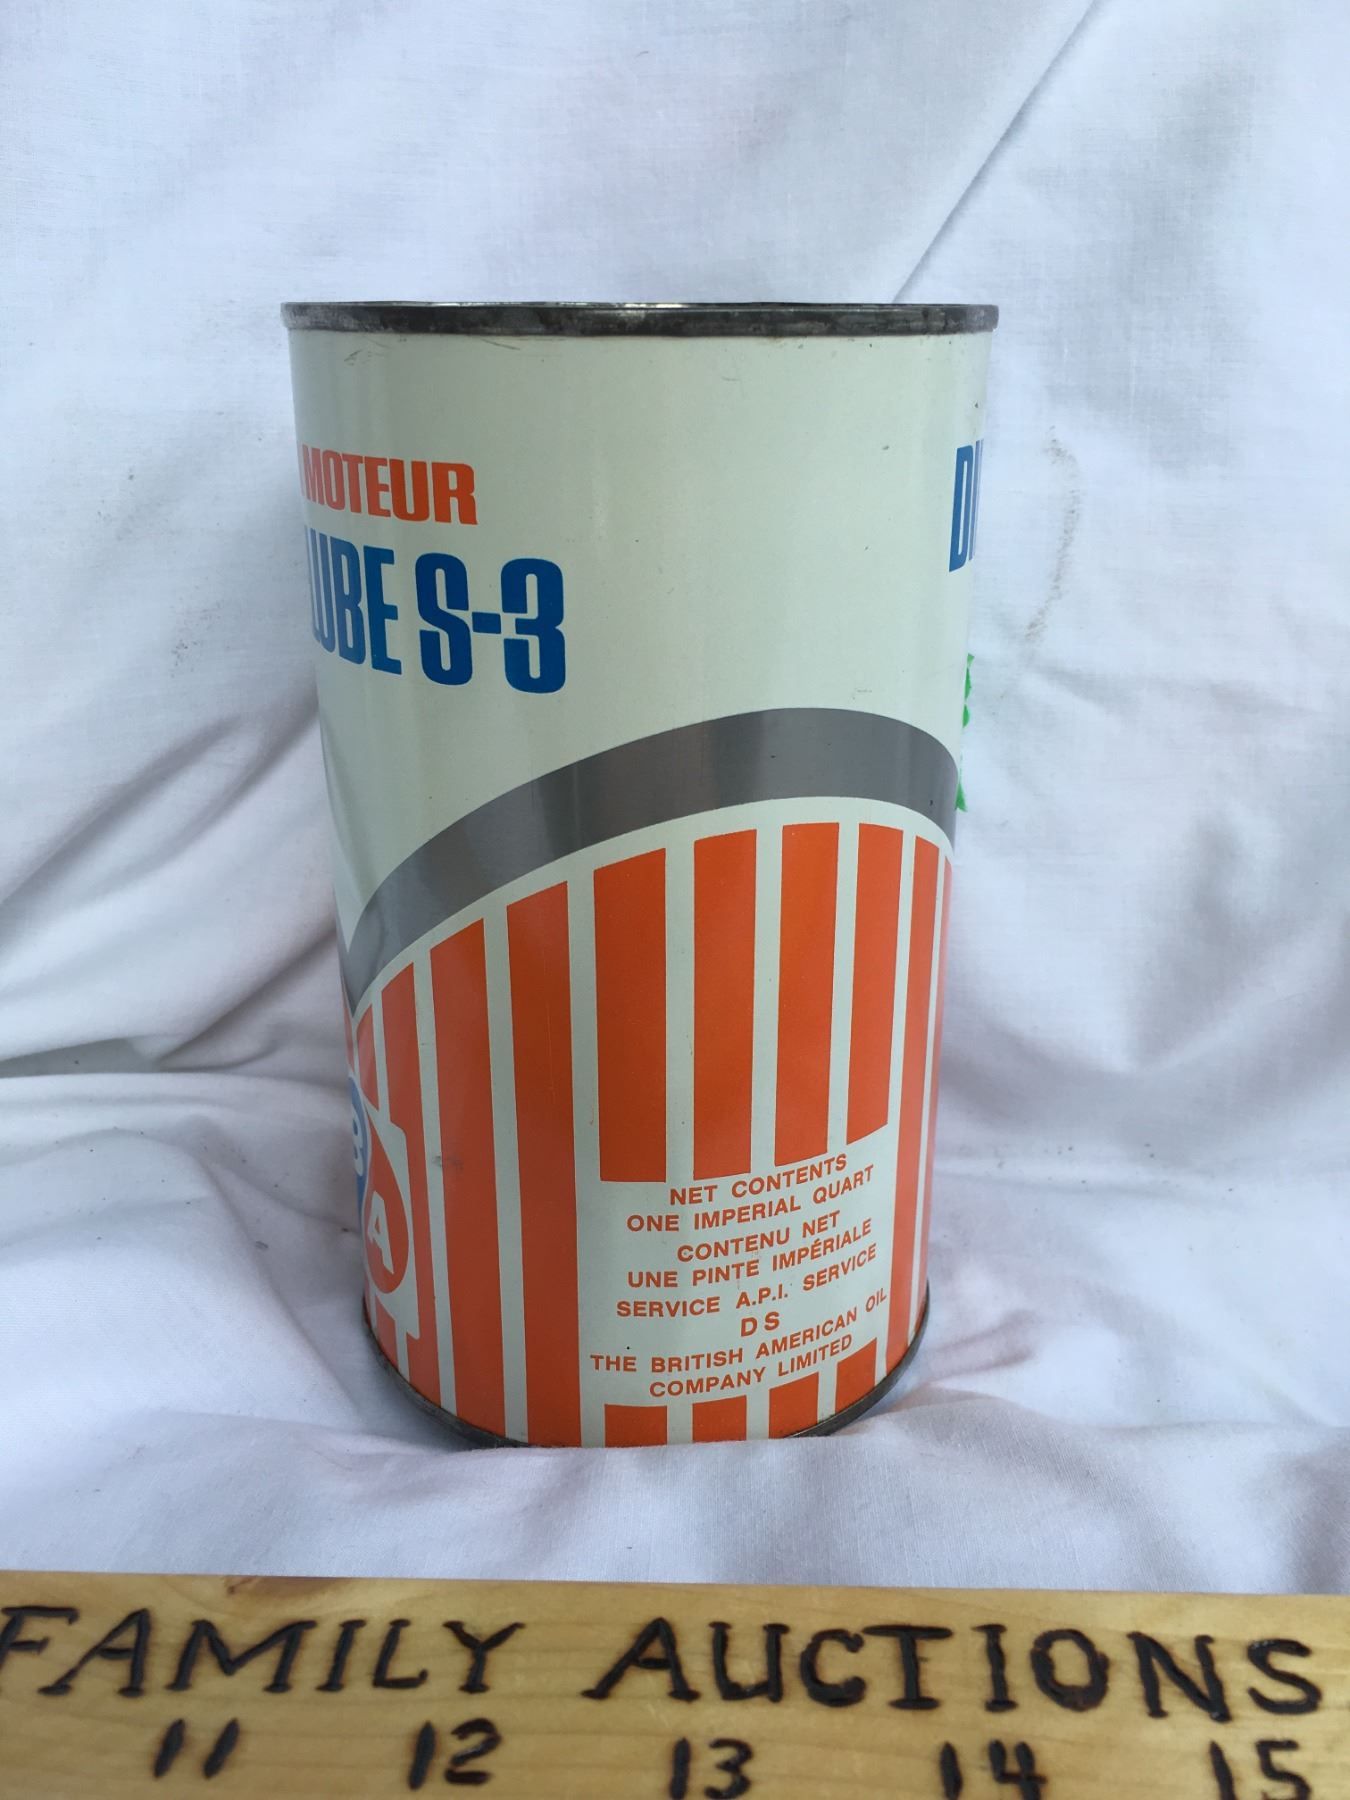 MOTEUR
LUBE S-3
A
NET CONTENTS
ONE IMPERIAL QUART
CONTENU NET
UNE PINTE IMPÉRIALE
SERVICE A.P.I. SERVICE
DS
THE BRITISH AMERICAN OIL
COMPANY LIMITED
FAMILY AUCTIONS
11 12 13 14 15